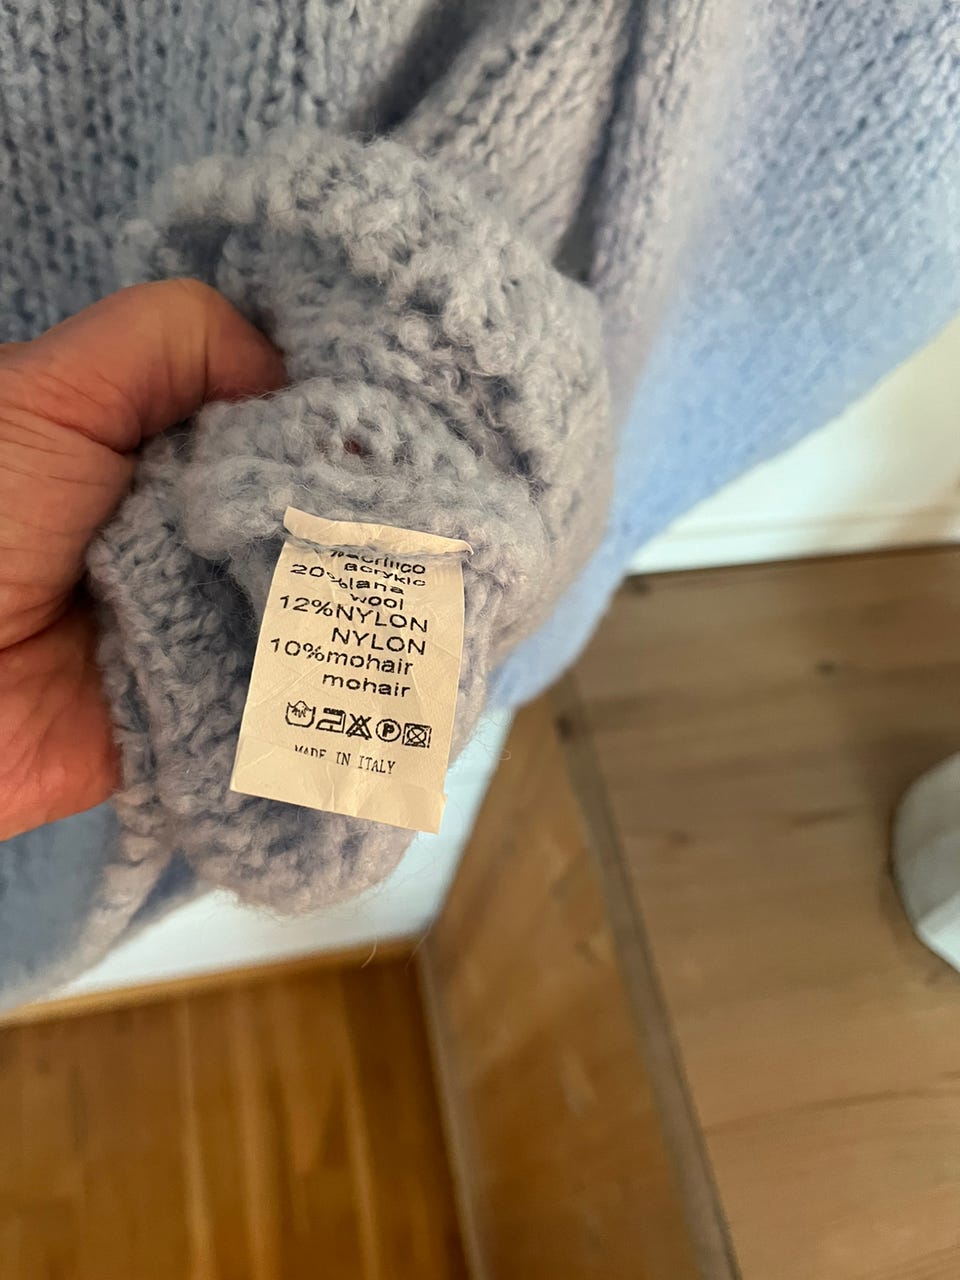 %acrilico
acrylic
20%lana
wool
12%NYLON
NYLON
10%mohair
mohair
P
MADE IN ITALY